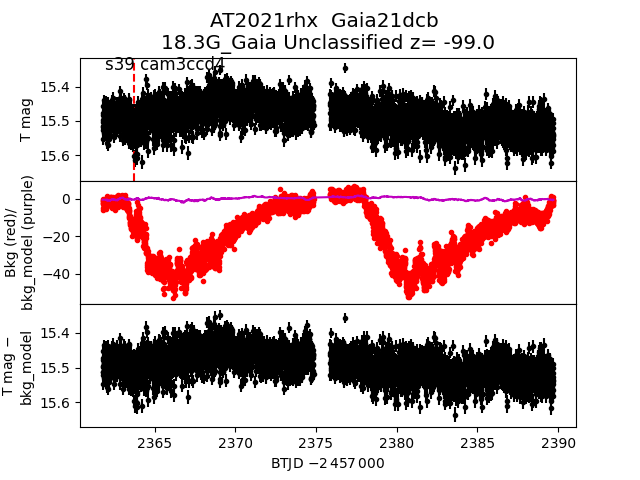 AT2021rhx  Gaia21dcb
18.3G_Gaia Unclassified z= -99.0
s39 cam3ccd4
T mag
15.4
15.5
15.6
Bkg (red)/
bkg_model (purple)
0
−20
−40
T mag −
bkg_model
15.4
15.5
15.6
2365
2370
2375
2380
2385
2390
BTJD −2 457 000